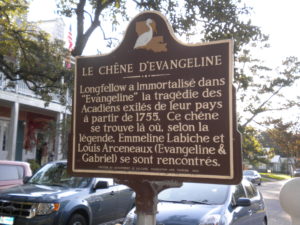 LE CHÊNE D'EVANGELINE
Longfellow a immortalisé dans
"Evangeline" la tragédie des
Acadiens exilés de leur pays
à partir de 1755. Ce chêne
se trouve là où, selon la
légende, Emmeline Labiche et
Louis Arceneaux (Evangeline &
Gabriel) se sont rencontrés.